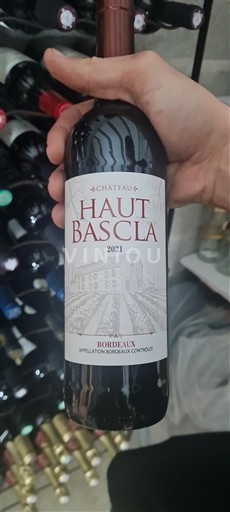 CHÂTEAU
HAUT
BASCLA
2021
VINIOU
BORDEAUX
APPELLATION BORDEAUX CONTRÔLÉE